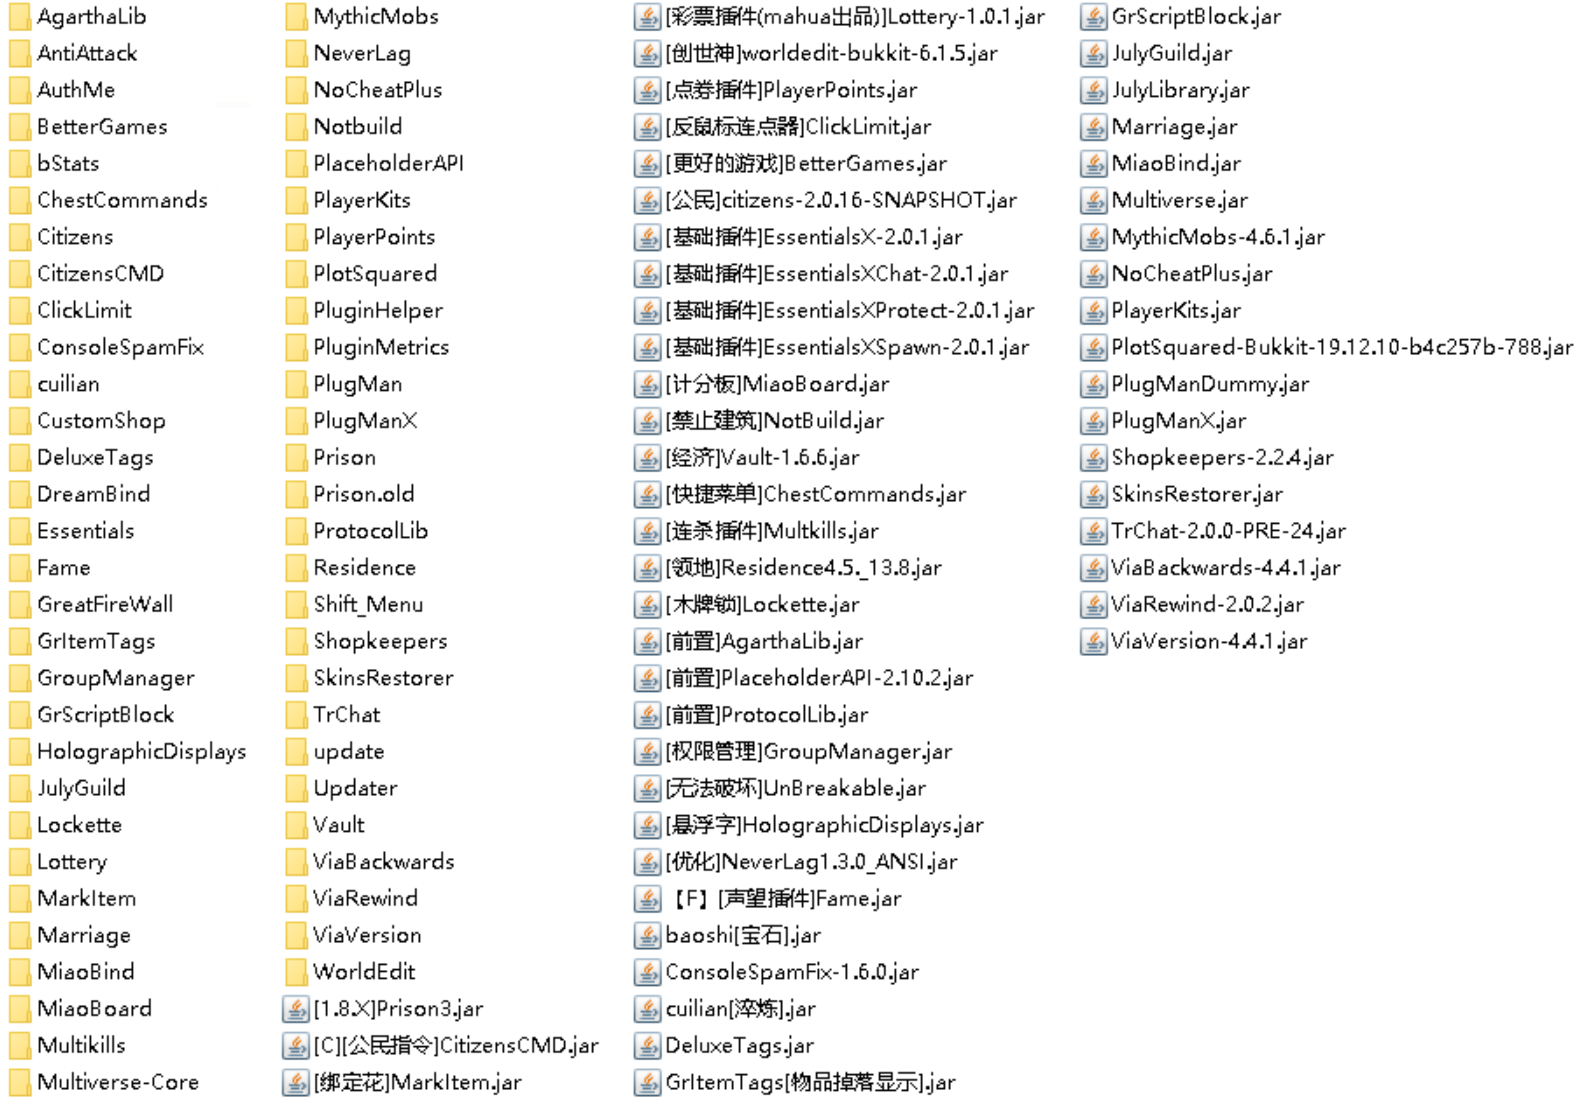 AgarthaLib
AntiAttack
AuthMe
BetterGames
bStats
ChestCommands
Citizens
CitizensCMD
ClickLimit
ConsoleSpamFix
cuilian
CustomShop
DeluxeTags
DreamBind
Essentials
Fame
GreatFireWall
GrItemTags
GroupManager
GrScriptBlock
HolographicDisplays
JulyGuild
Lockette
Lottery
MarkItem
Marriage
MiaoBind
MiaoBoard
Multikills
Multiverse-Core
MythicMobs
NeverLag
NoCheatPlus
Notbuild
PlaceholderAPI
PlayerKits
PlayerPoints
PlotSquared
PluginHelper
PluginMetrics
PlugMan
PlugManX
Prison
Prison.old
ProtocolLib
Residence
Shift_Menu
Shopkeepers
SkinsRestorer
TrChat
update
Updater
Vault
ViaBackwards
ViaRewind
ViaVersion
WorldEdit
[1.8.X]Prison3.jar
[C][公民指令]CitizensCMD.jar
[绑定花]MarkItem.jar
[彩票插件(mahua出品)]Lottery-1.0.1.jar
[创世神]worldedit-bukkit-6.1.5.jar
[点券插件]PlayerPoints.jar
[反鼠标连点器]ClickLimit.jar
[更好的游戏]BetterGames.jar
[公民]citizens-2.0.16-SNAPSHOT.jar
[基础插件]EssentialsX-2.0.1.jar
[基础插件]EssentialsXChat-2.0.1.jar
[基础插件]EssentialsXProtect-2.0.1.jar
[基础插件]EssentialsXSpawn-2.0.1.jar
[计分板]MiaoBoard.jar
[禁止建筑]NotBuild.jar
[经济]Vault-1.6.6.jar
[快捷菜单]ChestCommands.jar
[连杀插件]Multkills.jar
[领地]Residence4.5._13.8.jar
[木牌锁]Lockette.jar
[前置]AgarthaLib.jar
[前置]PlaceholderAPI-2.10.2.jar
[前置]ProtocolLib.jar
[权限管理]GroupManager.jar
[无法破坏]UnBreakable.jar
[悬浮字]HolographicDisplays.jar
[优化]NeverLag1.3.0_ANSI.jar
【F】[声望插件]Fame.jar
baoshi[宝石].jar
ConsoleSpamFix-1.6.0.jar
cuilian[淬炼].jar
DeluxeTags.jar
GrItemTags[物品掉落显示].jar
GrScriptBlock.jar
JulyGuild.jar
JulyLibrary.jar
Marriage.jar
MiaoBind.jar
Multiverse.jar
MythicMobs-4.6.1.jar
NoCheatPlus.jar
PlayerKits.jar
PlotSquared-Bukkit-19.12.10-b4c257b-788.jar
PlugManDummy.jar
PlugManX.jar
Shopkeepers-2.2.4.jar
SkinsRestorer.jar
TrChat-2.0.0-PRE-24.jar
ViaBackwards-4.4.1.jar
ViaRewind-2.0.2.jar
ViaVersion-4.4.1.jar